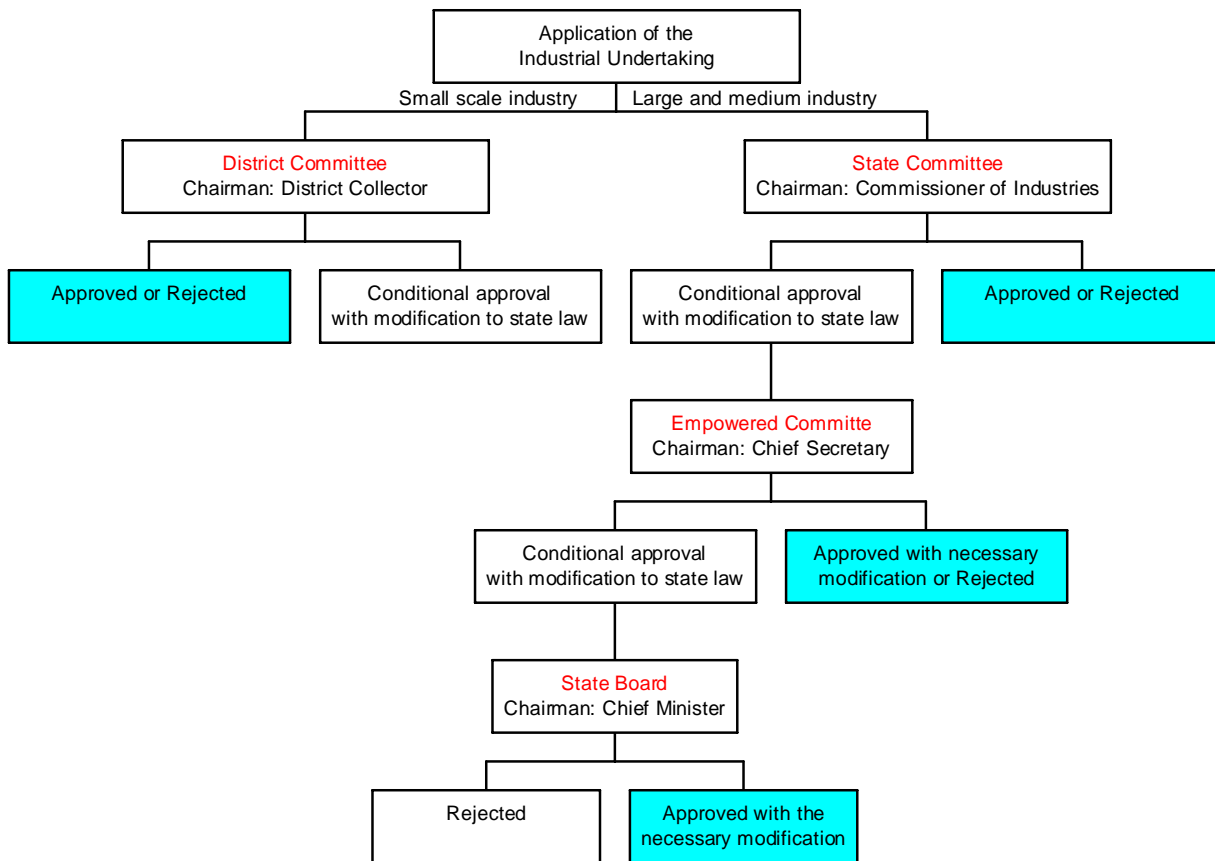 Application of the
Industrial Undertaking
Small scale industry
Large and medium industry
District Committee
Chairman: District Collector
State Committee
Chairman: Commissioner of Industries
Approved or Rejected
Conditional approval
with modification to state law
Conditional approval
with modification to state law
Approved or Rejected
Empowered Committe
Chairman: Chief Secretary
Conditional approval
with modification to state law
Approved with necessary
modification or Rejected
State Board
Chairman: Chief Minister
Rejected
Approved with the
necessary modification